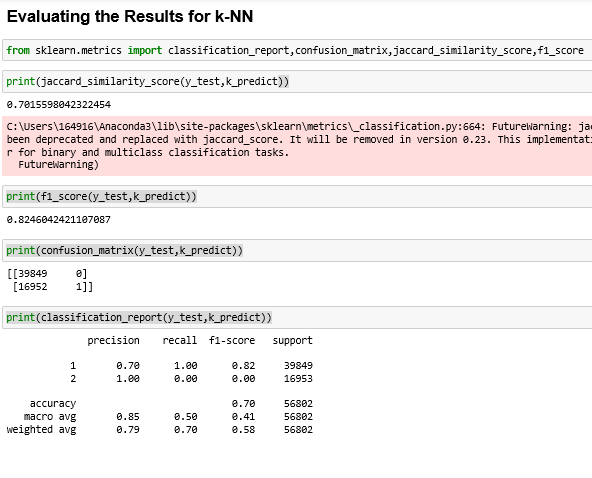 Evaluating the Results for k-NN
from sklearn.metrics import classification_report,confusion_matrix,jaccard_similarity_score,f1_score
print(jaccard_similarity_score(y_test,k_predict))
0.7015598042322454
C:\Users\164916\Anaconda3\lib\site-packages\sklearn\metrics\_classification.py:664: FutureWarning: jac
been deprecated and replaced with jaccard_score. It will be removed in version 0.23. This implementati
r for binary and multiclass classification tasks.
FutureWarning)
print(f1_score(y_test,k_predict))
0.8246042421107087
print(confusion_matrix(y_test,k_predict))
[[39849     0]
 [16952     1]]
print(classification_report(y_test,k_predict))
precision    recall  f1-score   support
1       0.70      1.00      0.82     39849
2       1.00      0.00      0.00     16953
accuracy                           0.70     56802
macro avg       0.85      0.50      0.41     56802
weighted avg       0.79      0.70      0.58     56802